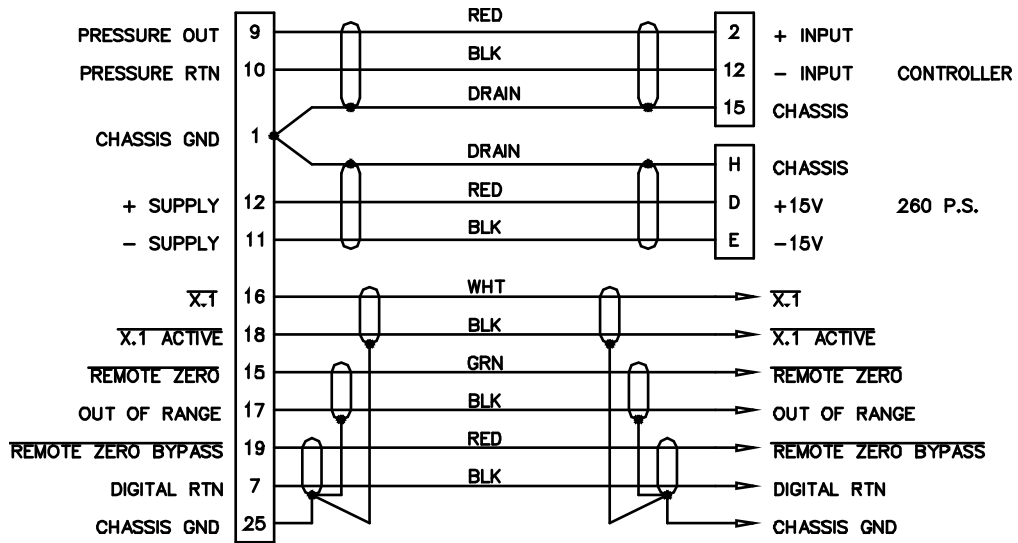 RED
PRESSURE OUT 9 2 + INPUT
BLK
PRESSURE RTN 10 12 - INPUT CONTROLLER
DRAIN
15 CHASSIS
CHASSIS GND 1
DRAIN
H CHASSIS
RED
+ SUPPLY 12 D +15V 260 P.S.
BLK
- SUPPLY 11 E -15V
WHT
X.1 16 X.1
BLK
X.1 ACTIVE 18 X.1 ACTIVE
GRN
REMOTE ZERO 15 REMOTE ZERO
BLK
OUT OF RANGE 17 OUT OF RANGE
RED
REMOTE ZERO BYPASS 19 REMOTE ZERO BYPASS
BLK
DIGITAL RTN 7 DIGITAL RTN
CHASSIS GND 25 CHASSIS GND